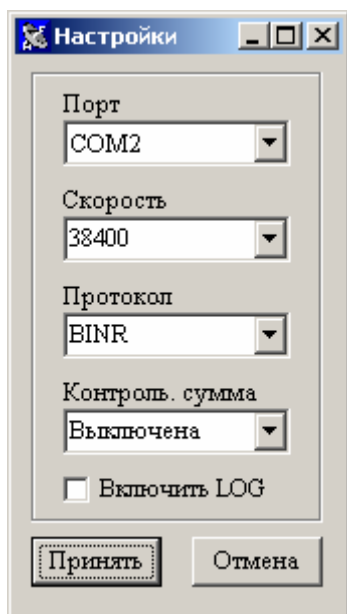 Настройки
Порт
COM2
Скорость
38400
Протокол
BINR
Контроль. сумма
Выключена
Включить LOG
Принять Отмена